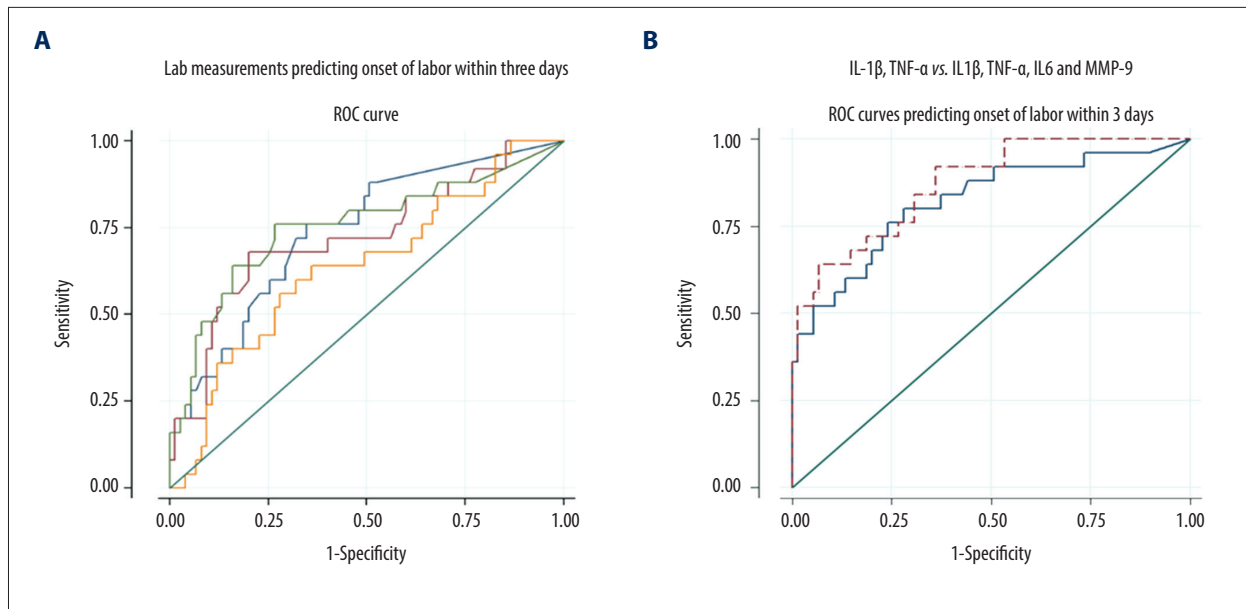 A
Lab measurements predicting onset of labor within three days
ROC curve
1.00
0.75
0.50
0.25
0.00
Sensitivity
0.00 0.25 0.50 0.75 1.00
1-Specificity
B
IL-1β, TNF-α vs. IL1β, TNF-α, IL6 and MMP-9
ROC curves predicting onset of labor within 3 days
1.00
0.75
0.50
0.25
0.00
Sensitivity
0.00 0.25 0.50 0.75 1.00
1-Specificity